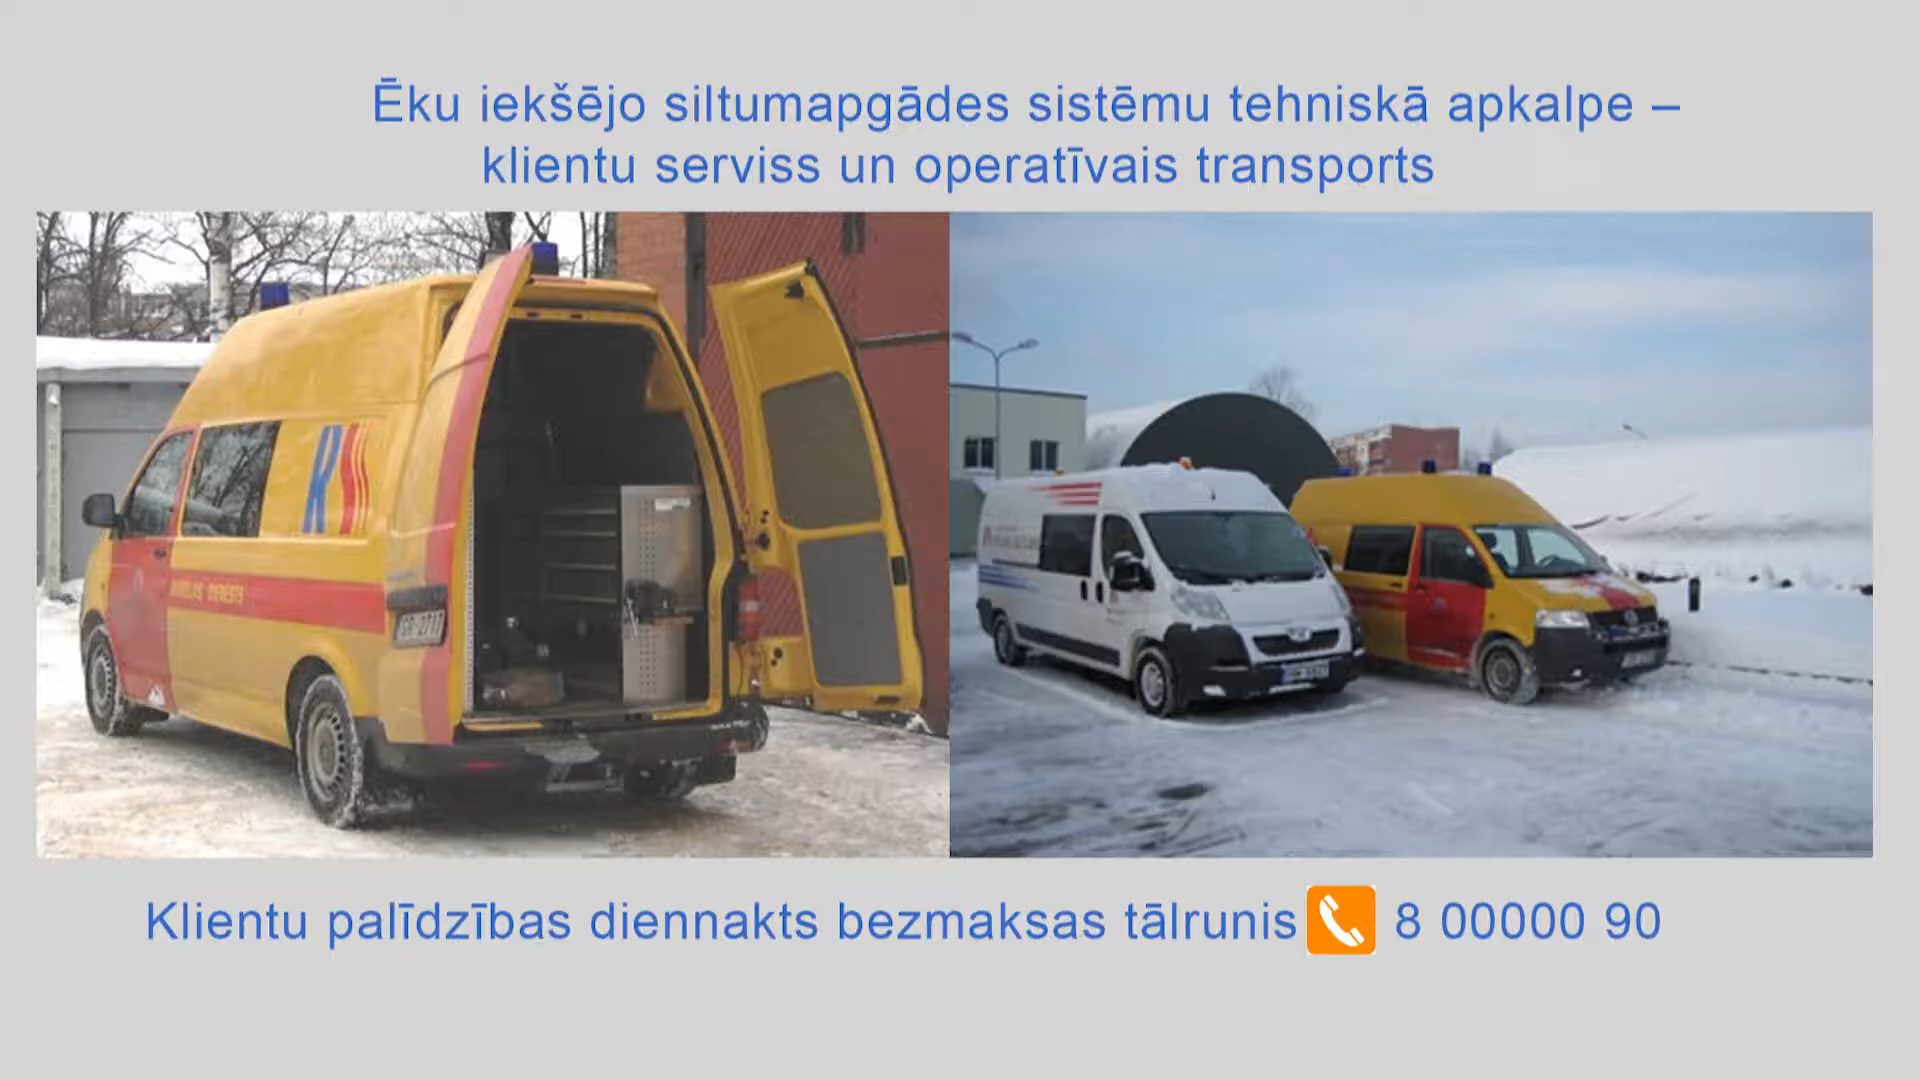 Ēku iekšējo siltumapgādes sistēmu tehniskā apkalpe –
klientu serviss un operatīvais transports
Klientu palīdzības diennakts bezmaksas tālrunis 8 00000 90